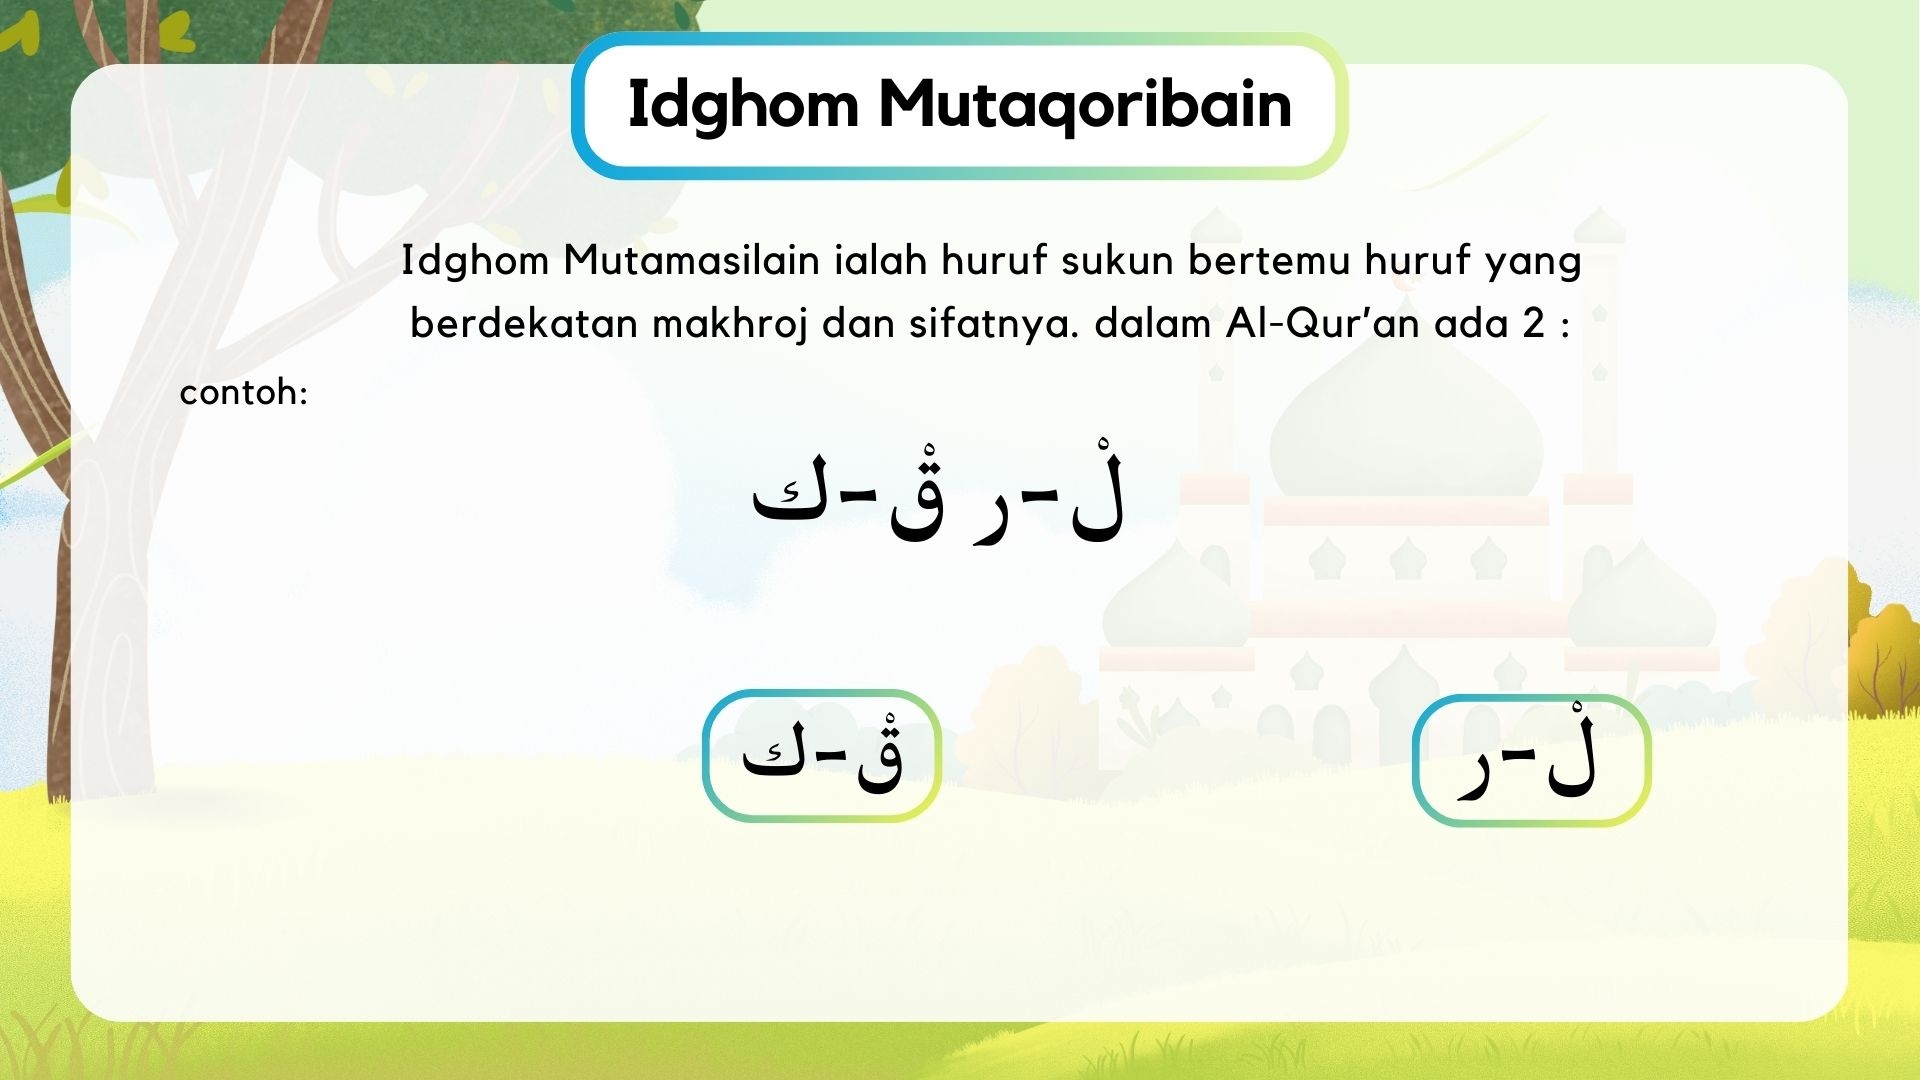 Idghom Mutaqoribain
Idghom Mutamasilain ialah huruf sukun bertemu huruf yang
berdekatan makhroj dan sifatnya. dalam Al-Qur’an ada 2 :
contoh:
لْ-ر قْ-ك
لْ-ر
قْ-ك